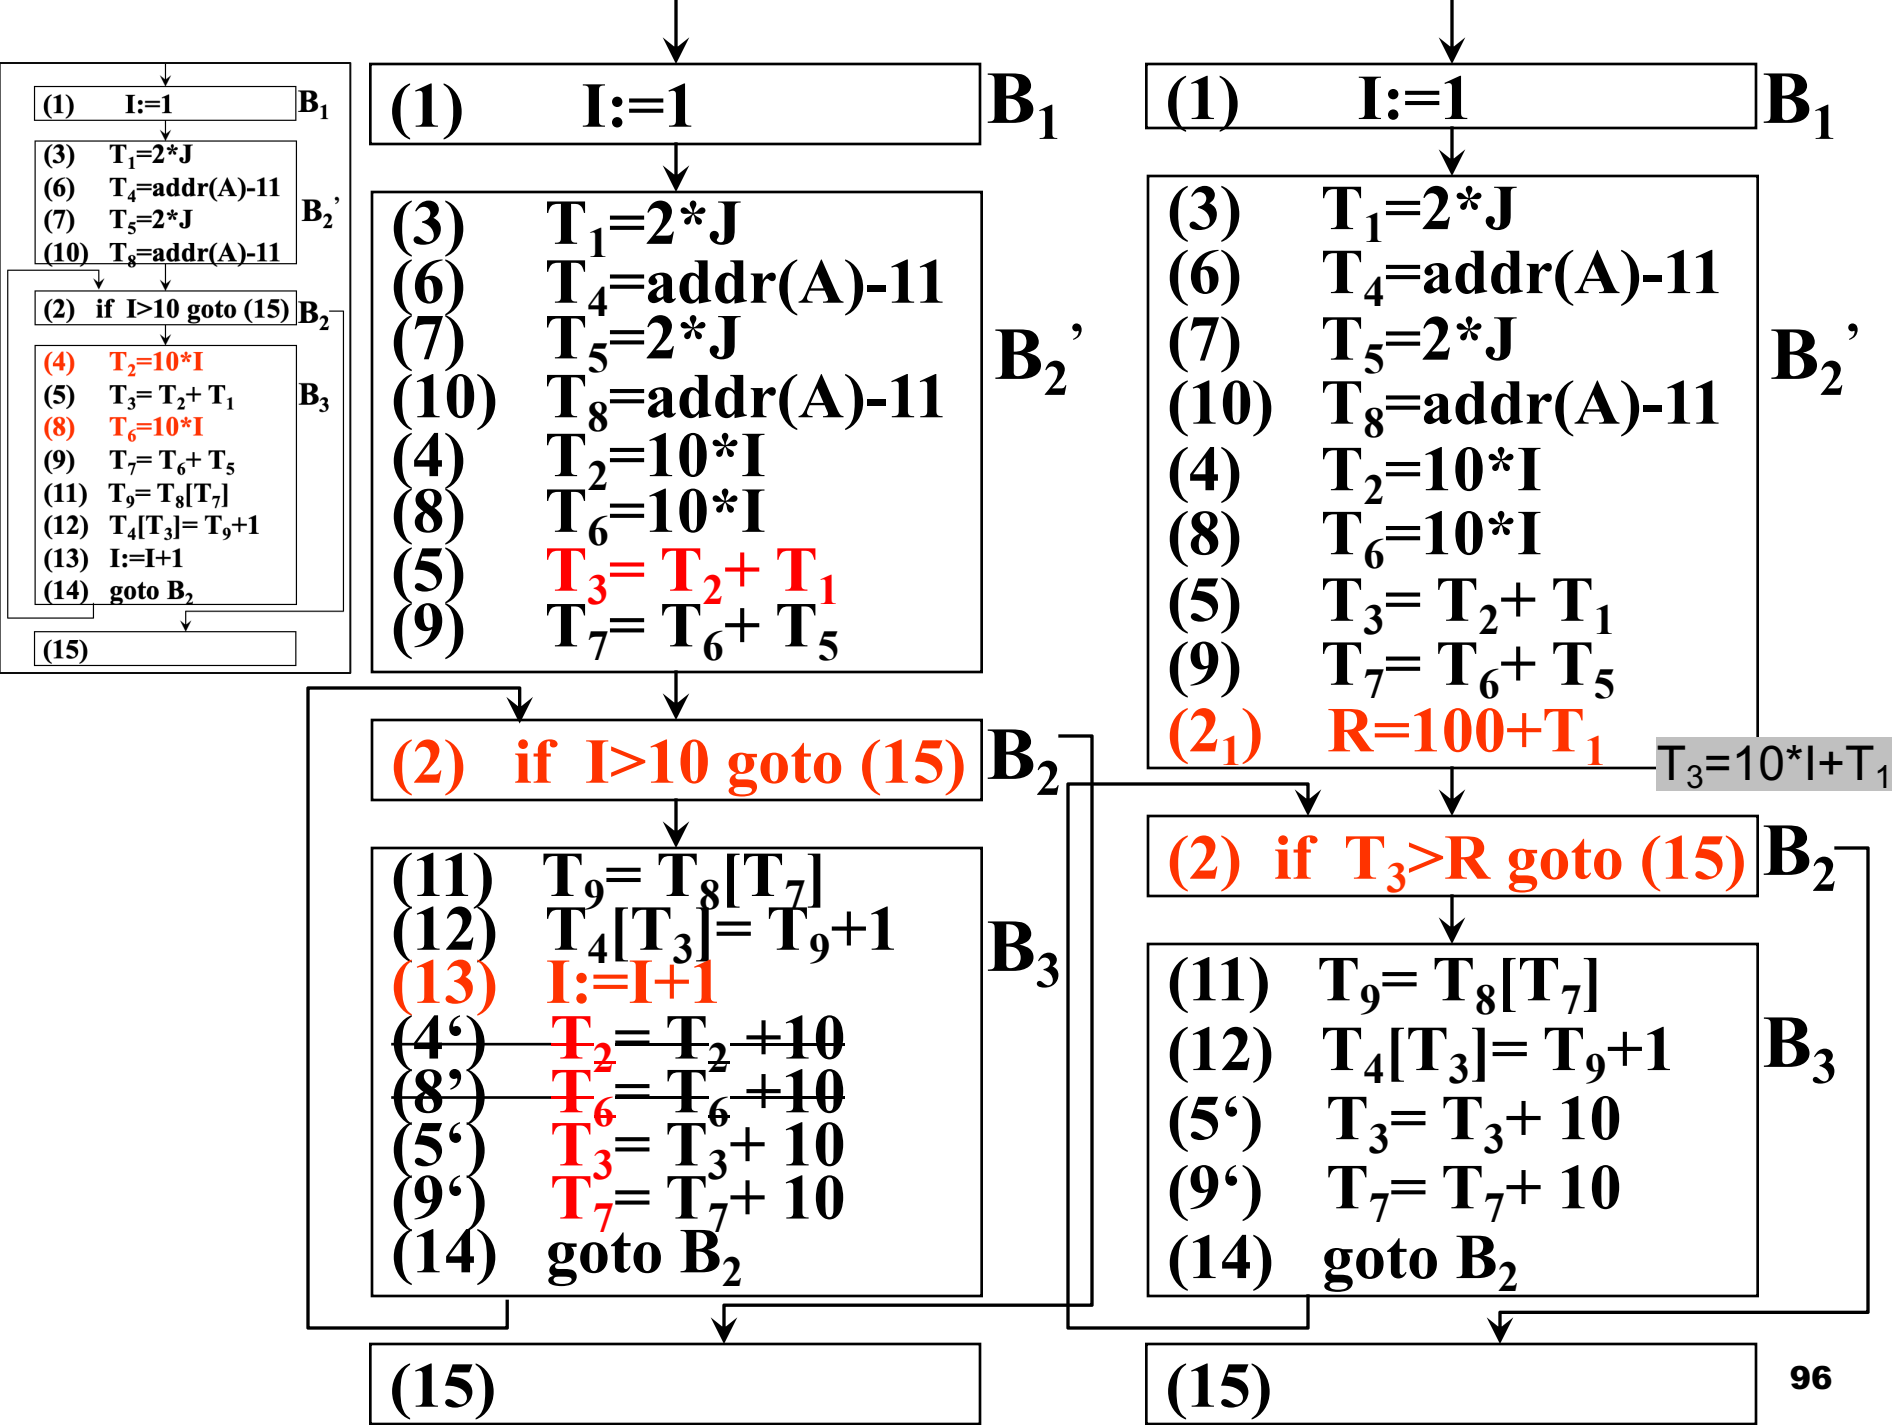 (1) I:=1 B₁
(3) T₁=2*J
(6) T₄=addr(A)-11
(7) T₅=2*J B₂’
(10) T₈=addr(A)-11
(2) if I>10 goto (15) B₂
(4) T₂=10*I
(5) T₃= T₂+ T₁ B₃
(8) T₆=10*I
(9) T₇= T₆+ T₅
(11) T₉= T₈[T₇]
(12) T₄[T₃]= T₉+1
(13) I:=I+1
(14) goto B₂
(15)
(1) I:=1 B₁
(3) T₁=2*J
(6) T₄=addr(A)-11
(7) T₅=2*J B₂’
(10) T₈=addr(A)-11
(4) T₂=10*I
(8) T₆=10*I
(5) T₃= T₂+ T₁
(9) T₇= T₆+ T₅
(2) if I>10 goto (15) B₂
(11) T₉= T₈[T₇]
(12) T₄[T₃]= T₉+1 B₃
(13) I:=I+1
(4‘) T₂= T₂ +10
(8’) T₆= T₆ +10
(5‘) T₃= T₃+ 10
(9‘) T₇= T₇+ 10
(14) goto B₂
(15)
(1) I:=1 B₁
(3) T₁=2*J
(6) T₄=addr(A)-11
(7) T₅=2*J B₂’
(10) T₈=addr(A)-11
(4) T₂=10*I
(8) T₆=10*I
(5) T₃= T₂+ T₁
(9) T₇= T₆+ T₅
(2₁) R=100+T₁
T₃=10*I+T₁
(2) if T₃>R goto (15) B₂
(11) T₉= T₈[T₇]
(12) T₄[T₃]= T₉+1 B₃
(5‘) T₃= T₃+ 10
(9‘) T₇= T₇+ 10
(14) goto B₂
(15)
96